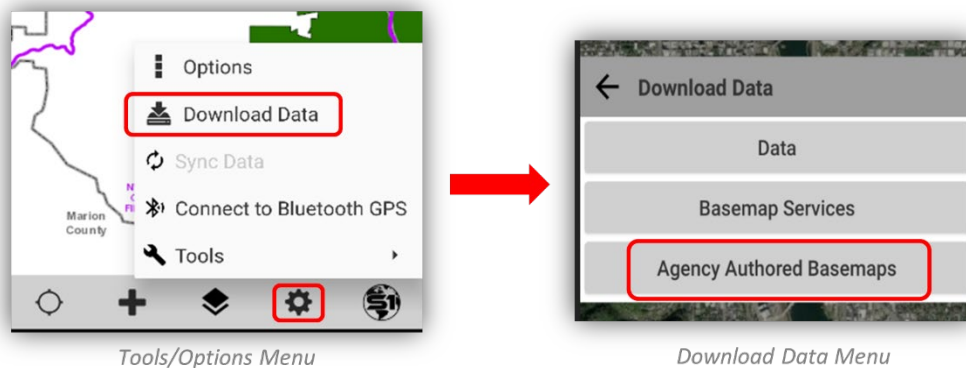 Options
Download Data
Sync Data
Connect to Bluetooth GPS
Tools
Marion
County
S1
Tools/Options Menu
Download Data
Data
Basemap Services
Agency Authored Basemaps
Download Data Menu